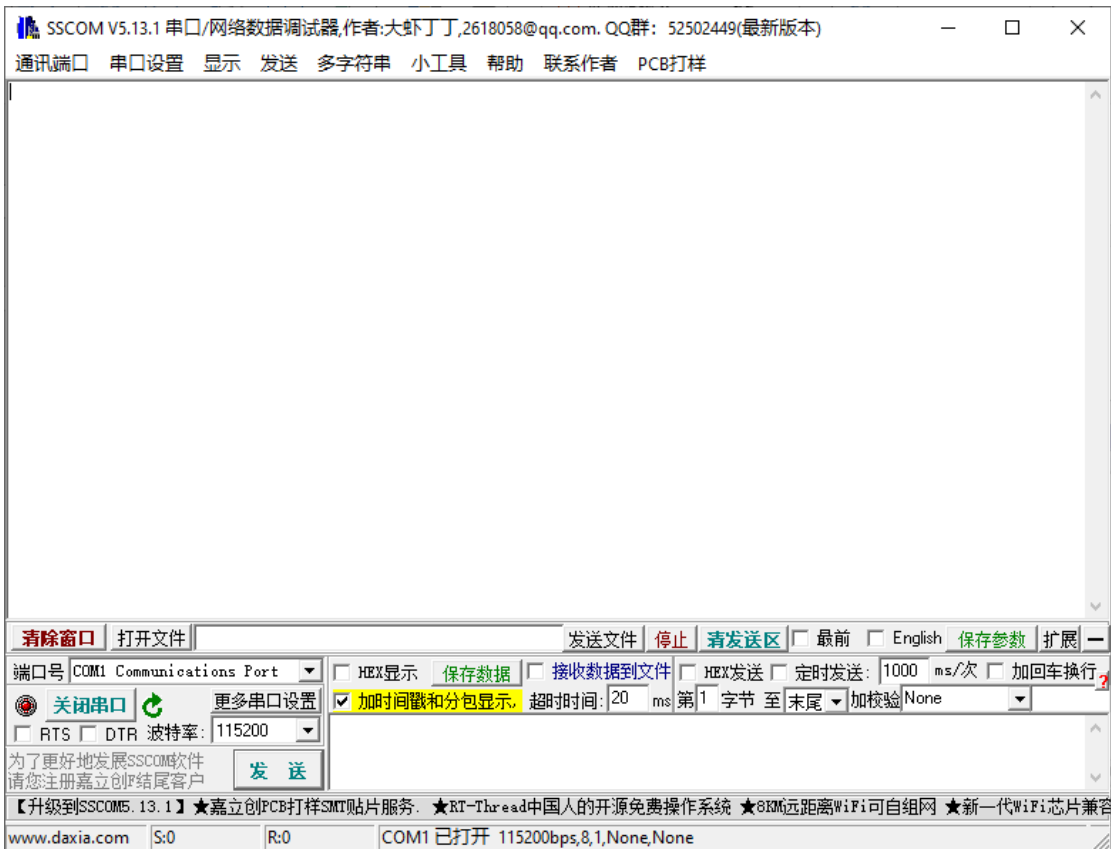 SSCOM V5.13.1 串口/网络数据调试器,作者:大虾丁丁,2618058@qq.com. QQ群: 52502449(最新版本)
通讯端口 串口设置 显示 发送 多字符串 小工具 帮助 联系作者 PCB打样
清除窗口 打开文件 发送文件 停止 清发送区 最前 English 保存参数 扩展 —
端口号 COM1 Communications Port HEX显示 保存数据 接收数据到文件 HEX发送 定时发送: 1000 ms/次 加回车换行
关闭串口 更多串口设置 加时间戳和分包显示, 超时时间: 20 ms 第1 字节 至 末尾 加校验 None ?
RTS DTR 波特率: 115200
为了更好地发展SSCOM软件
请您注册嘉立创F结尾客户
发 送
【升级到SSCOM5.13.1】★嘉立创PCB打样SMT贴片服务. ★RT-Thread中国人的开源免费操作系统 ★8KM远距离WiFi可自组网 ★新一代WiFi芯片兼容
www.daxia.com S:0 R:0 COM1 已打开 115200bps,8,1,None,None